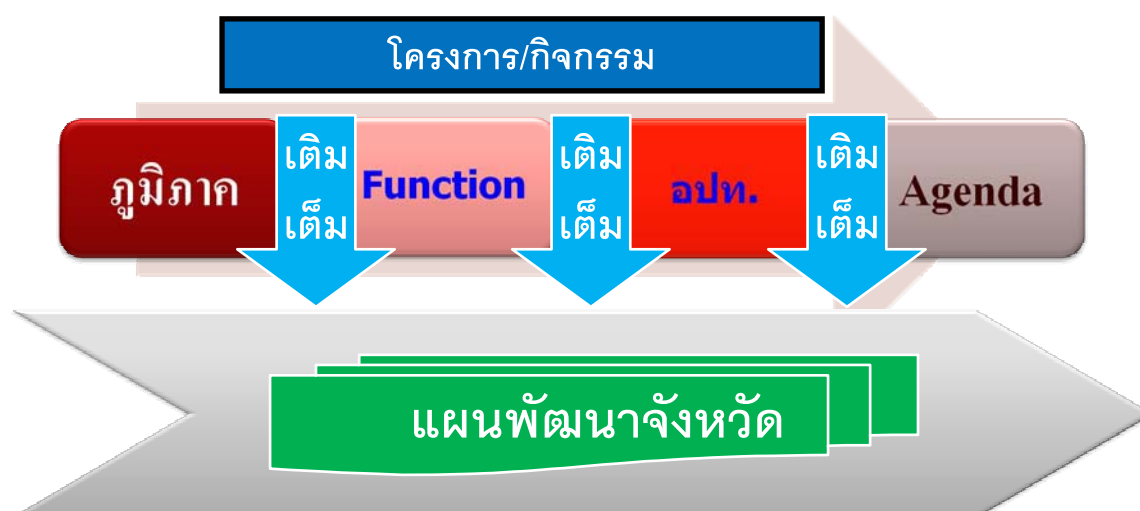 โครงการ/กิจกรรม
ภูมิภาค
เติม
เต็ม
Function
เติม
เต็ม
อปท.
เติม
เต็ม
Agenda
แผนพัฒนาจังหวัด